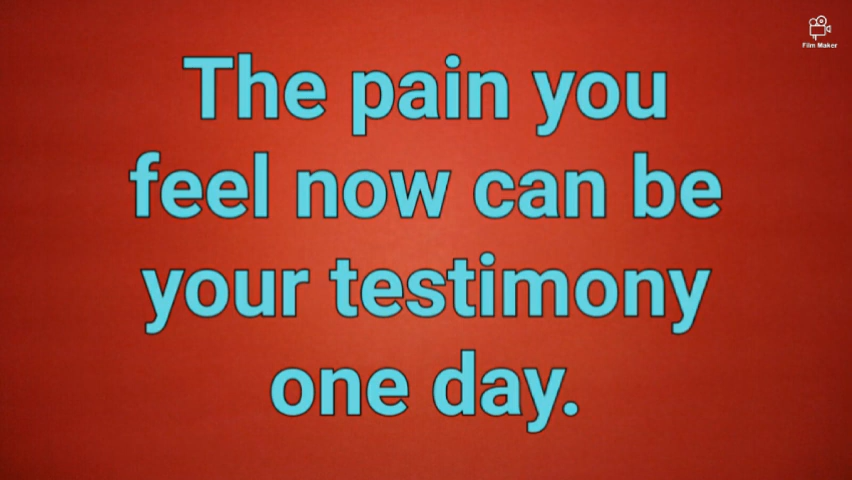 Film Maker
The pain you
feel now can be
your testimony
one day.